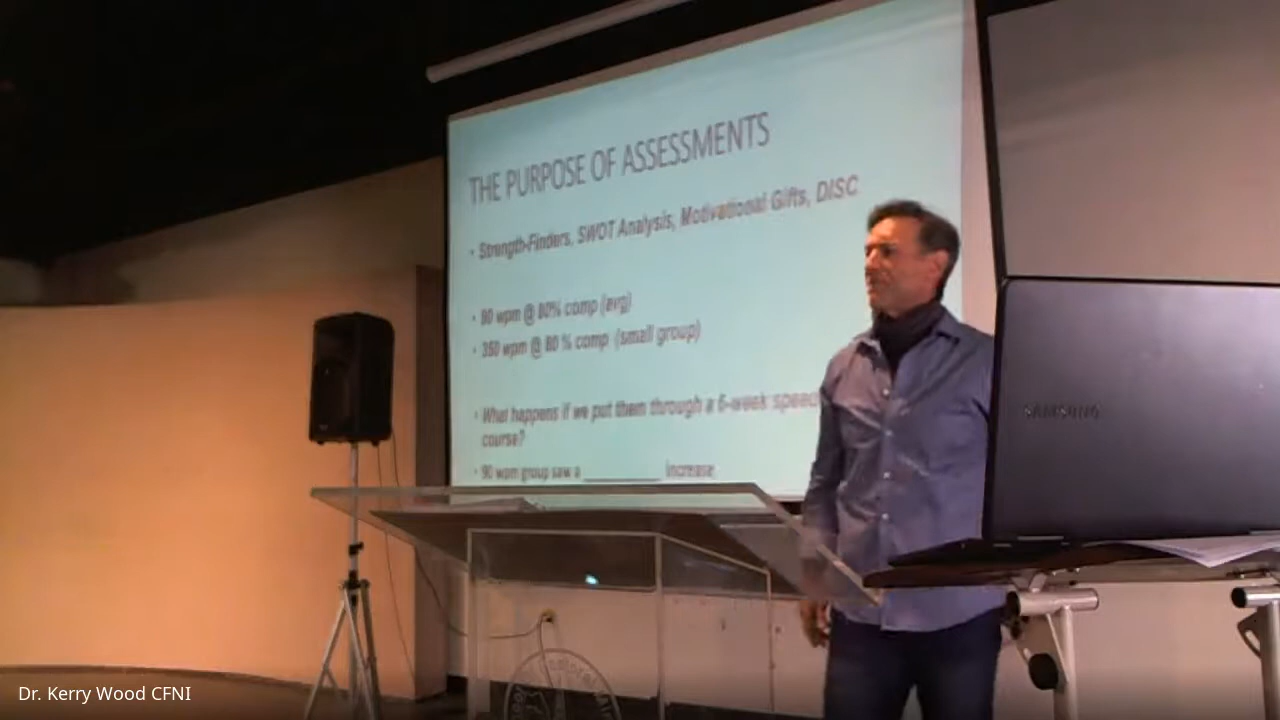 THE PURPOSE OF ASSESSMENTS
• Strength-Finders, SWOT Analysis, Motivational Gifts, DISC
• 90 wpm @ 80% comp (avg)
• 350 wpm @ 80 % comp (small group)
• What happens if we put them through a 6-week speed
course?
• 90 wpm group saw a ________ increase
SAMSUNG
Dr. Kerry Wood CFNI